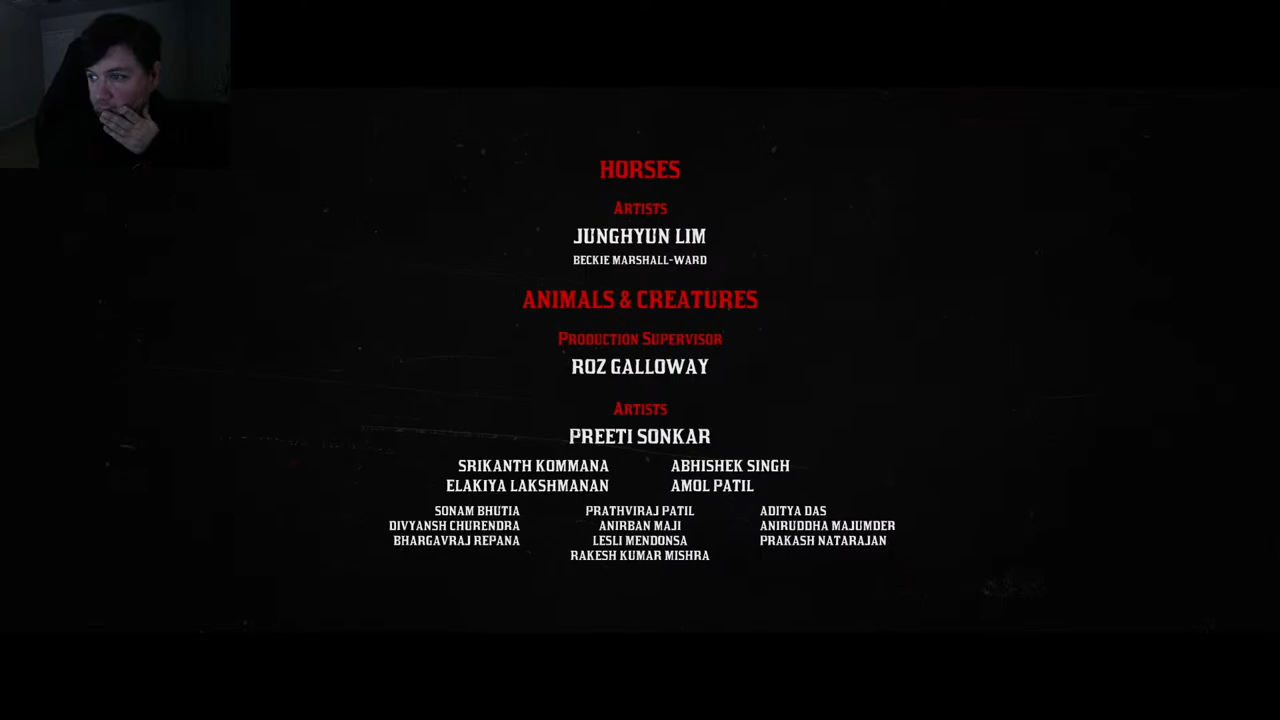 HORSES
ARTISTS
JUNGHYUN LIM
BECKIE MARSHALL-WARD
ANIMALS & CREATURES
PRODUCTION SUPERVISOR
ROZ GALLOWAY
ARTISTS
PREETI SONKAR
SRIKANTH KOMMANA ABHISHEK SINGH
ELAKIYA LAKSHMANAN AMOL PATIL
SONAM BHUTIA PRATHVIRAJ PATIL ADITYA DAS
DIVYANSH CHURENDRA ANIRBAN MAJI ANIRUDDHA MAJUMDER
BHARGAVRAJ REPANA LESLI MENDONSA PRAKASH NATARAJAN
RAKESH KUMAR MISHRA